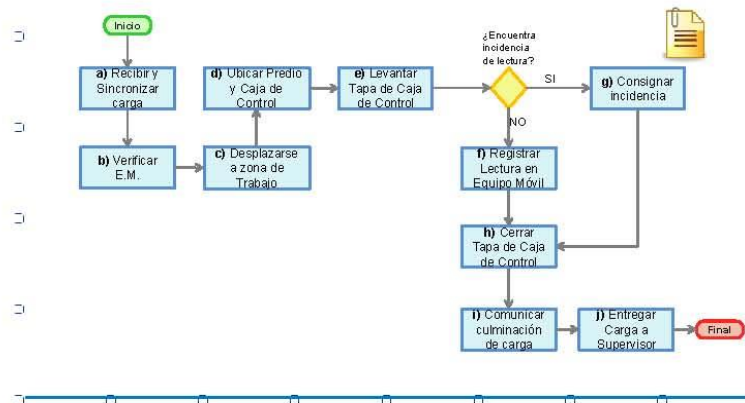 Inicio
a) Recibir y
Sincronizar
carga
b) Verificar
E.M.
c) Desplazarse
a zona de
Trabajo
d) Ubicar Predio
y Caja de
Control
e) Levantar
Tapa de Caja
de Control
¿Encuentra
incidencia
de lectura?
SI
NO
g) Consignar
incidencia
f) Registrar
Lectura en
Equipo Móvil
h) Cerrar
Tapa de Caja
de Control
i) Comunicar
culminación
de carga
j) Entregar
Carga a
Supervisor
Final